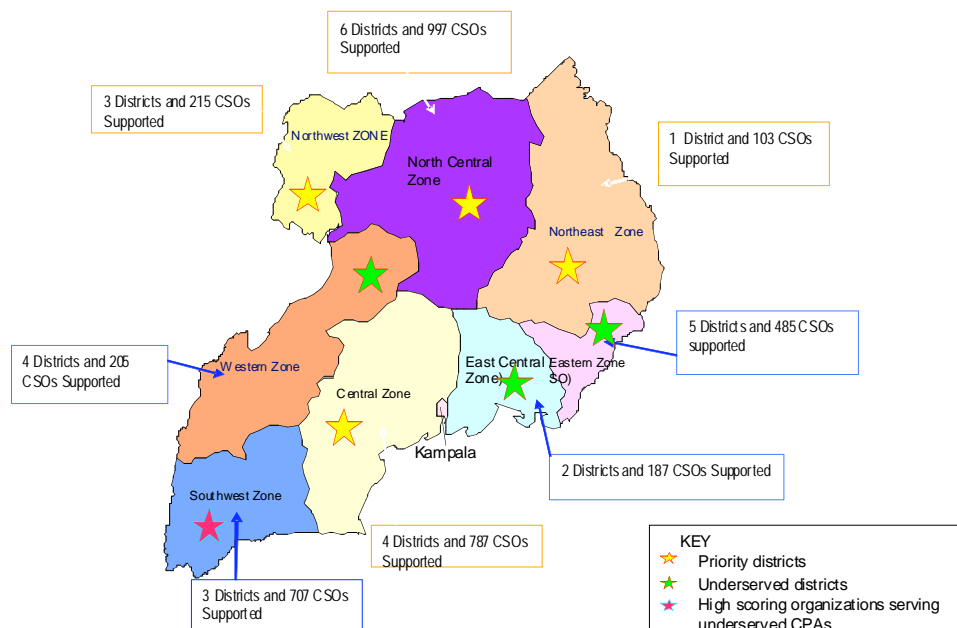 6 Districts and 997 CSOs
Supported
3 Districts and 215 CSOs
Supported
1 District and 103 CSOs
Supported
Northwest ZONE
North Central
Zone
Northeast Zone
5 Districts and 485 CSOs
supported
4 Districts and 205
CSOs Supported
Western Zone
East Central
Zone)
Eastern Zone
SO)
Central Zone
Kampala
2 Districts and 187 CSOs Supported
Southwest Zone
4 Districts and 787 CSOs
Supported
3 Districts and 707 CSOs
Supported
KEY
Priority districts
Underserved districts
High scoring organizations serving
underserved CPAs